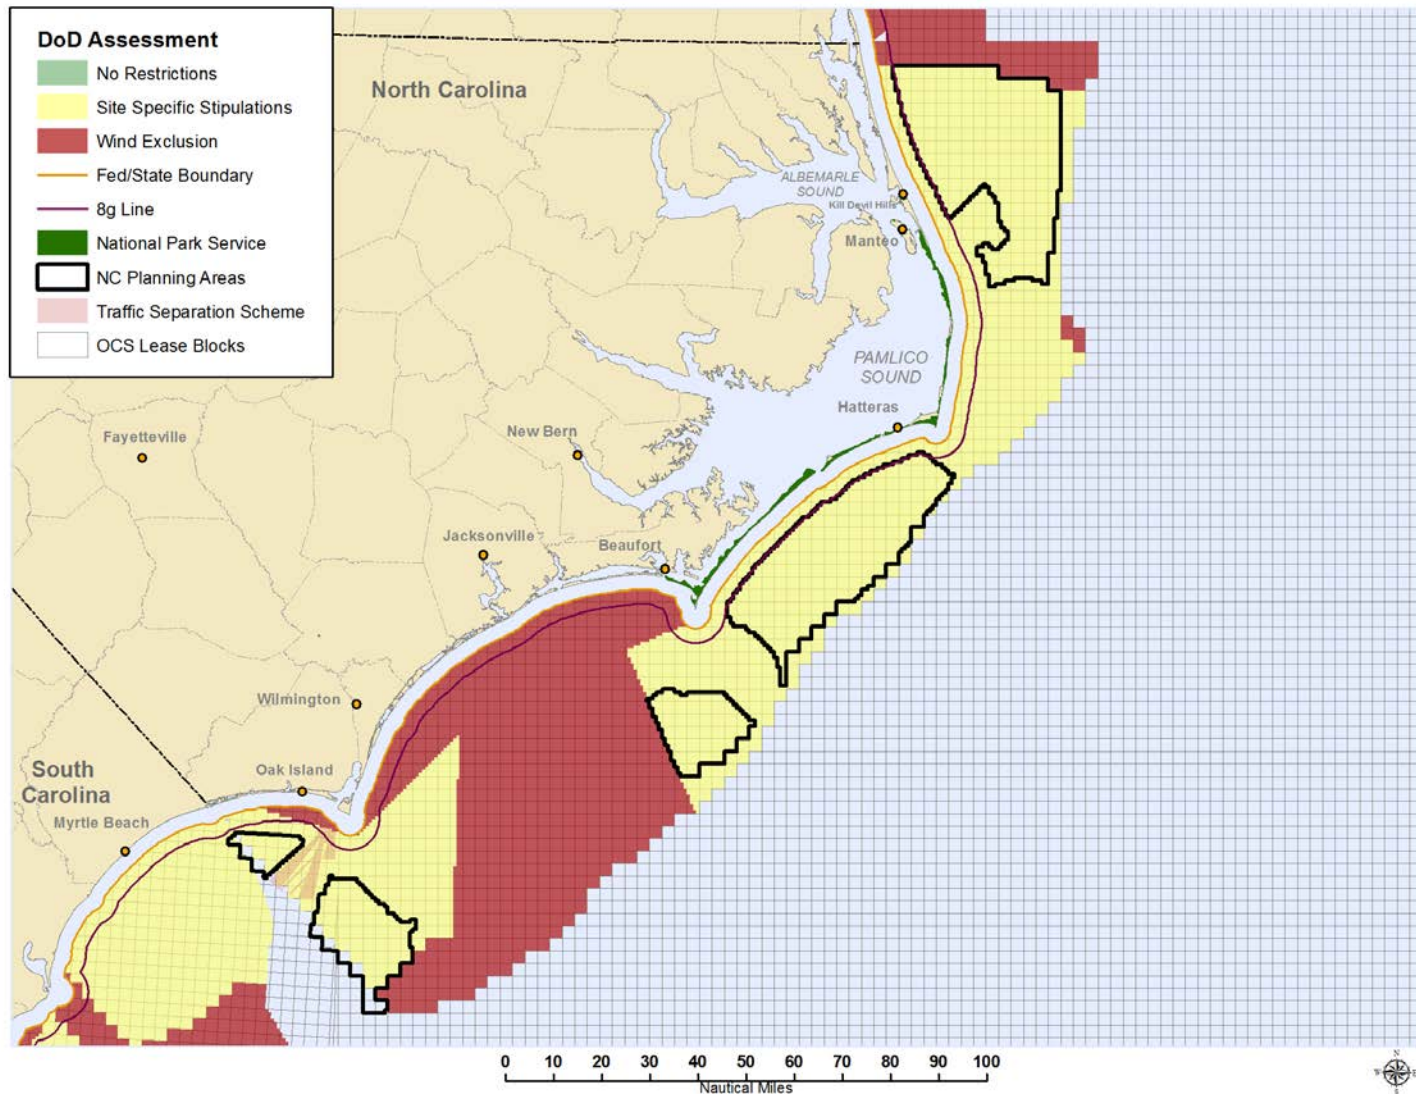 DoD Assessment
No Restrictions
Site Specific Stipulations
Wind Exclusion
Fed/State Boundary
8g Line
National Park Service
NC Planning Areas
Traffic Separation Scheme
OCS Lease Blocks
North Carolina
ALBEMARLE
SOUND
Kill Devil Hills
Manteo
PAMLICO
SOUND
Hatteras
Fayetteville
New Bern
Jacksonville
Beaufort
Wilmington
Oak Island
South
Carolina
Myrtle Beach
0 10 20 30 40 50 60 70 80 90 100
Nautical Miles
N
W E
S